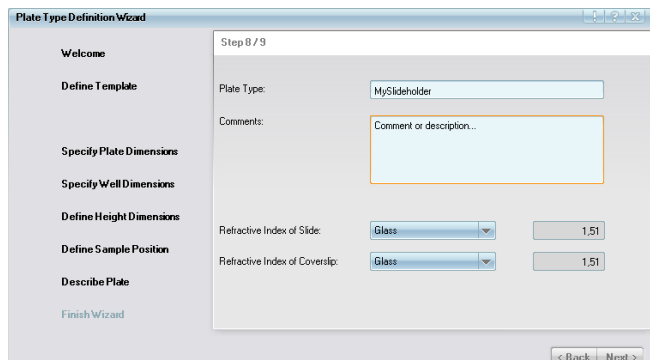 Plate Type Definition Wizard
! ? X
Welcome
Define Template
Specify Plate Dimensions
Specify Well Dimensions
Define Height Dimensions
Define Sample Position
Describe Plate
Finish Wizard
Step 8 / 9
Plate Type: MySlideholder
Comments: Comment or description...
Refractive Index of Slide: Glass 1,51
Refractive Index of Coverslip: Glass 1,51
< Back Next >